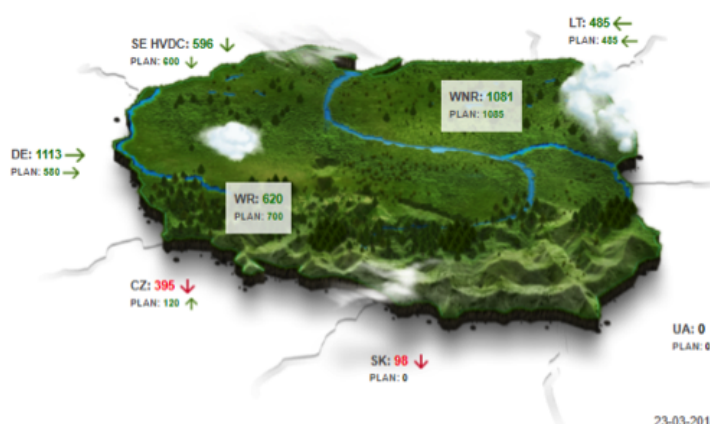 LT: 485 ←
PLAN: 485 ←
SE HVDC: 596 ↓
PLAN: 600 ↓
WNR: 1081
PLAN: 1085
DE: 1113 →
PLAN: 580 →
WR: 620
PLAN: 700
CZ: 395 ↓
PLAN: 120 ↑
UA: 0
PLAN: 0
SK: 98 ↓
PLAN: 0
23-03-201